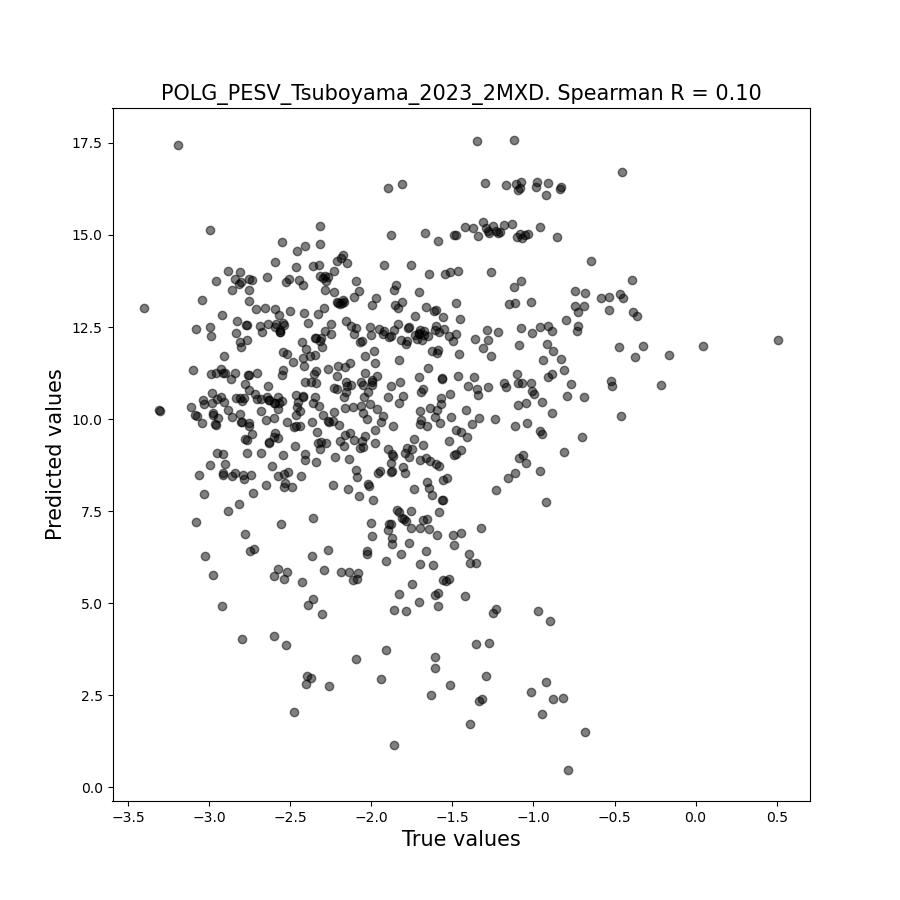 POLG_PESV_Tsuboyama_2023_2MXD. Spearman R = 0.10
17.5
15.0
12.5
10.0
7.5
5.0
2.5
0.0
Predicted values
−3.5 −3.0 −2.5 −2.0 −1.5 −1.0 −0.5 0.0 0.5
True values